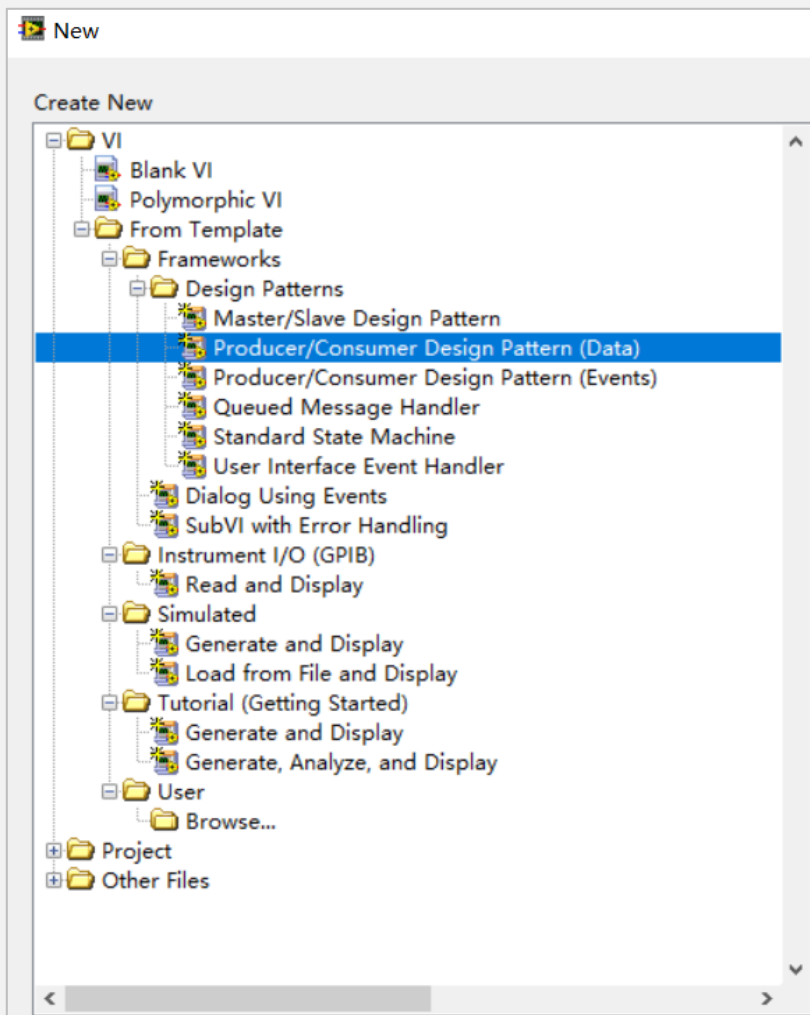 New
Create New
VI
Blank VI
Polymorphic VI
From Template
Frameworks
Design Patterns
Master/Slave Design Pattern
Producer/Consumer Design Pattern (Data)
Producer/Consumer Design Pattern (Events)
Queued Message Handler
Standard State Machine
User Interface Event Handler
Dialog Using Events
SubVI with Error Handling
Instrument I/O (GPIB)
Read and Display
Simulated
Generate and Display
Load from File and Display
Tutorial (Getting Started)
Generate and Display
Generate, Analyze, and Display
User
Browse...
Project
Other Files